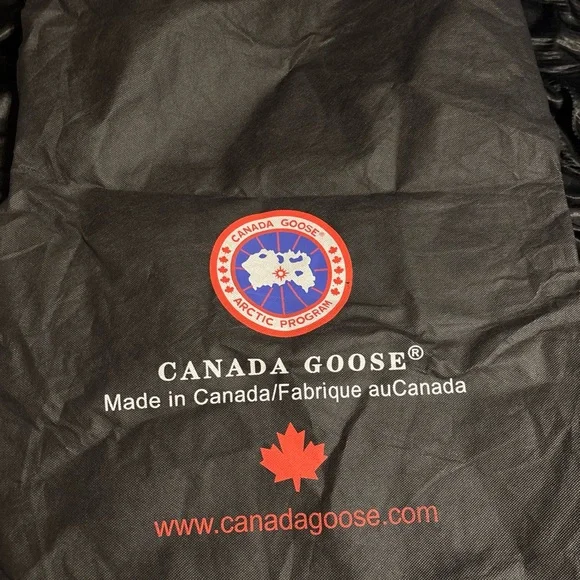 CANADA GOOSE®
ARCTIC PROGRAM
CANADA GOOSE®
Made in Canada/Fabrique auCanada
www.canadagoose.com